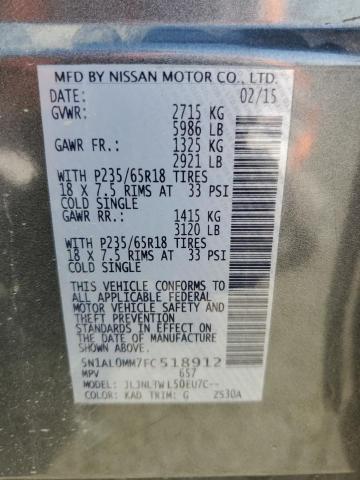 MFD BY NISSAN MOTOR CO., LTD.
DATE: 02/15
GVWR: 2715 KG
5986 LB
GAWR FR.: 1325 KG
2921 LB
WITH P235/65R18 TIRES
18 X 7.5 RIMS AT 33 PSI
COLD SINGLE
GAWR RR.: 1415 KG
3120 LB
WITH P235/65R18 TIRES
18 X 7.5 RIMS AT 33 PSI
COLD SINGLE
THIS VEHICLE CONFORMS TO
ALL APPLICABLE FEDERAL
MOTOR VEHICLE SAFETY AND
THEFT PREVENTION
STANDARDS IN EFFECT ON
THE DATE OF MANUFACTURE
SHOWN ABOVE.
5N1AL0MM7FC518912
MPV 657
MODEL: JLJNLTWL50EU7C--
COLOR: KAD TRIM: G 2530A